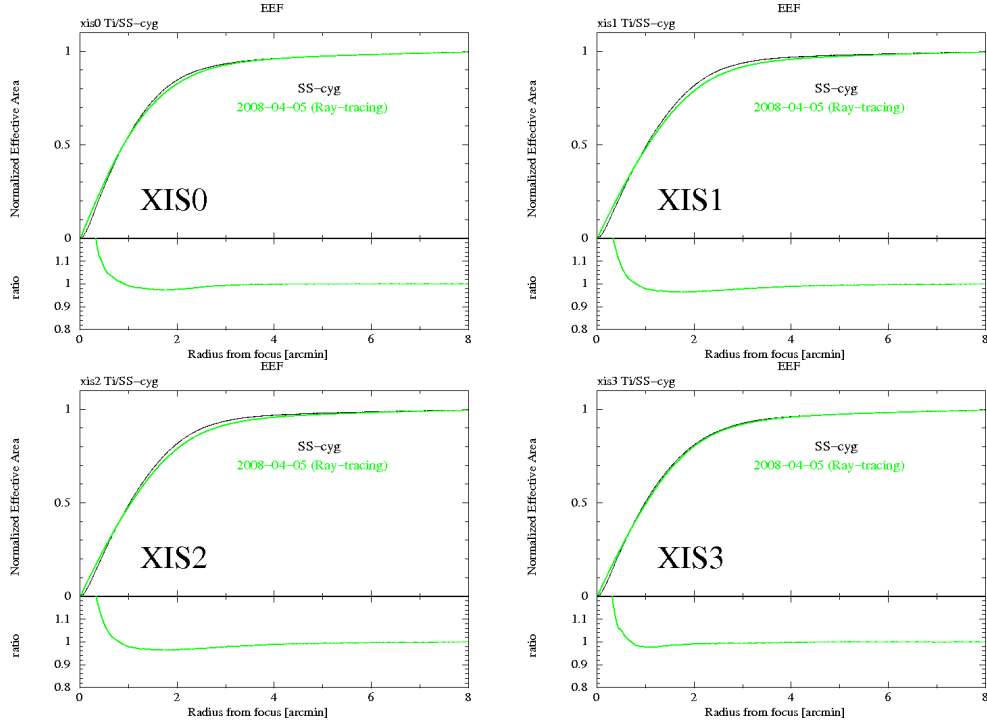 EEF
xis0 Ti/SS-cyg
1
SS-cyg
2008-04-05 (Ray-tracing)
Normalized Effective Area
0.5
XIS0
0
1.1
ratio
1
0.9
0.8
0 2 4 6 8
Radius from focus [arcmin]
EEF
xis1 Ti/SS-cyg
1
SS-cyg
2008-04-05 (Ray-tracing)
Normalized Effective Area
0.5
XIS1
0
1.1
ratio
1
0.9
0.8
0 2 4 6 8
Radius from focus [arcmin]
EEF
xis2 Ti/SS-cyg
1
SS-cyg
2008-04-05 (Ray-tracing)
Normalized Effective Area
0.5
XIS2
0
1.1
ratio
1
0.9
0.8
0 2 4 6 8
Radius from focus [arcmin]
EEF
xis3 Ti/SS-cyg
1
SS-cyg
2008-04-05 (Ray-tracing)
Normalized Effective Area
0.5
XIS3
0
1.1
ratio
1
0.9
0.8
0 2 4 6 8
Radius from focus [arcmin]